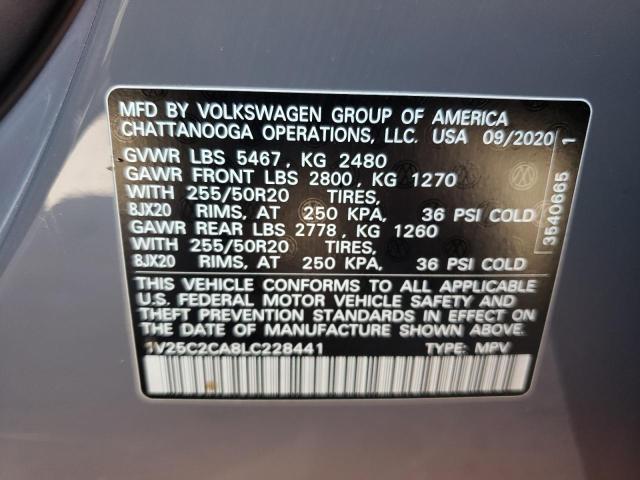 MFD BY VOLKSWAGEN GROUP OF AMERICA
CHATTANOOGA OPERATIONS, LLC. USA 09/2020
GVWR LBS 5467, KG 2480
GAWR FRONT LBS 2800, KG 1270
WITH 255/50R20 TIRES,
8JX20 RIMS, AT 250 KPA, 36 PSI COLD
GAWR REAR LBS 2778, KG 1260
WITH 255/50R20 TIRES,
8JX20 RIMS, AT 250 KPA, 36 PSI COLD
THIS VEHICLE CONFORMS TO ALL APPLICABLE
U.S. FEDERAL MOTOR VEHICLE SAFETY AND
THEFT PREVENTION STANDARDS IN EFFECT ON
DATE OF MANUFACTURE SHOWN ABOVE.
1V25C2CA8LC228441 TYPE: MPV
3540665 1